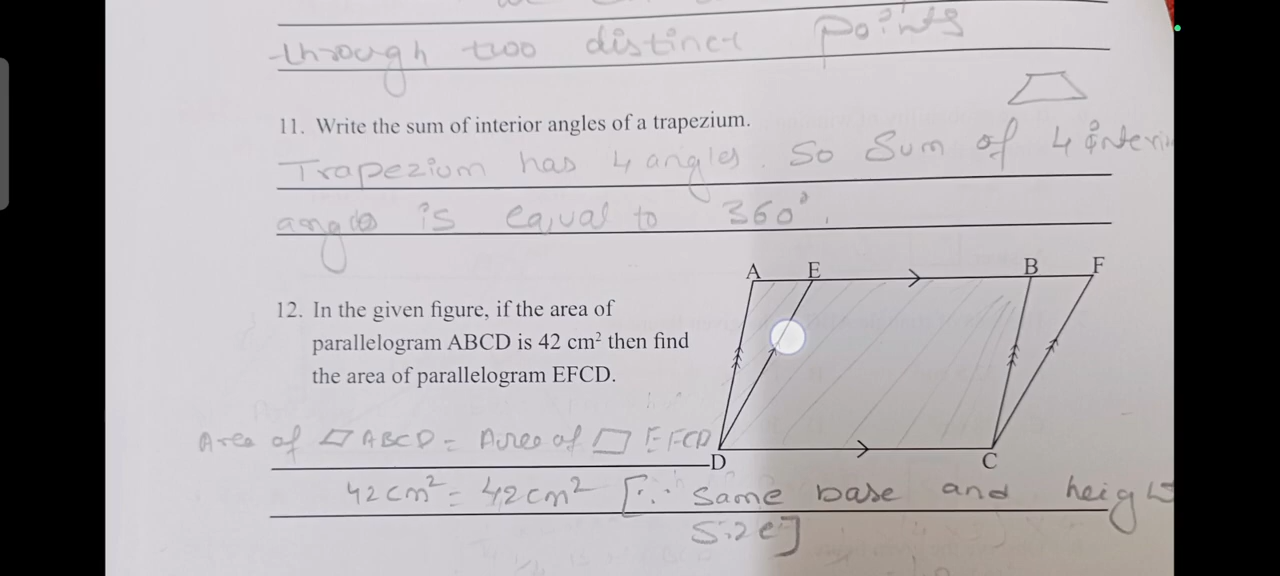 through two distinct points
11. Write the sum of interior angles of a trapezium.
Trapezium has 4 angles. So Sum of 4 interi
angles is equal to 360°.
A E B F
12. In the given figure, if the area of
parallelogram ABCD is 42 cm² then find
the area of parallelogram EFCD.
Area of ▱ ABCD = Area of ▱ EFCD
D C
42cm² = 42cm² [∵ same base and height
size]